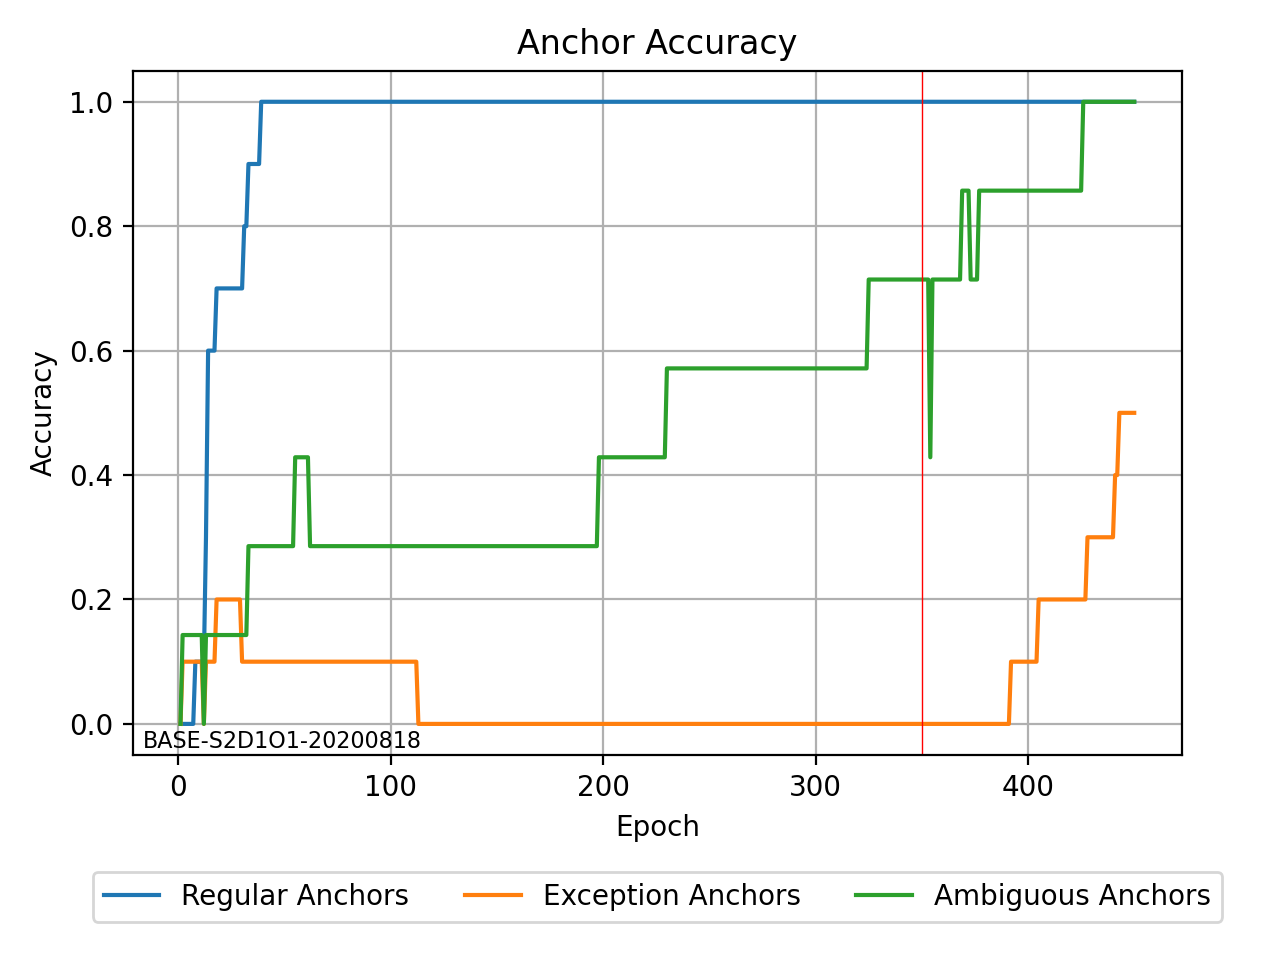 Anchor Accuracy
1.0
0.8
0.6
0.4
0.2
0.0
Accuracy
BASE-S2D1O1-20200818
0 100 200 300 400
Epoch
Regular Anchors Exception Anchors Ambiguous Anchors